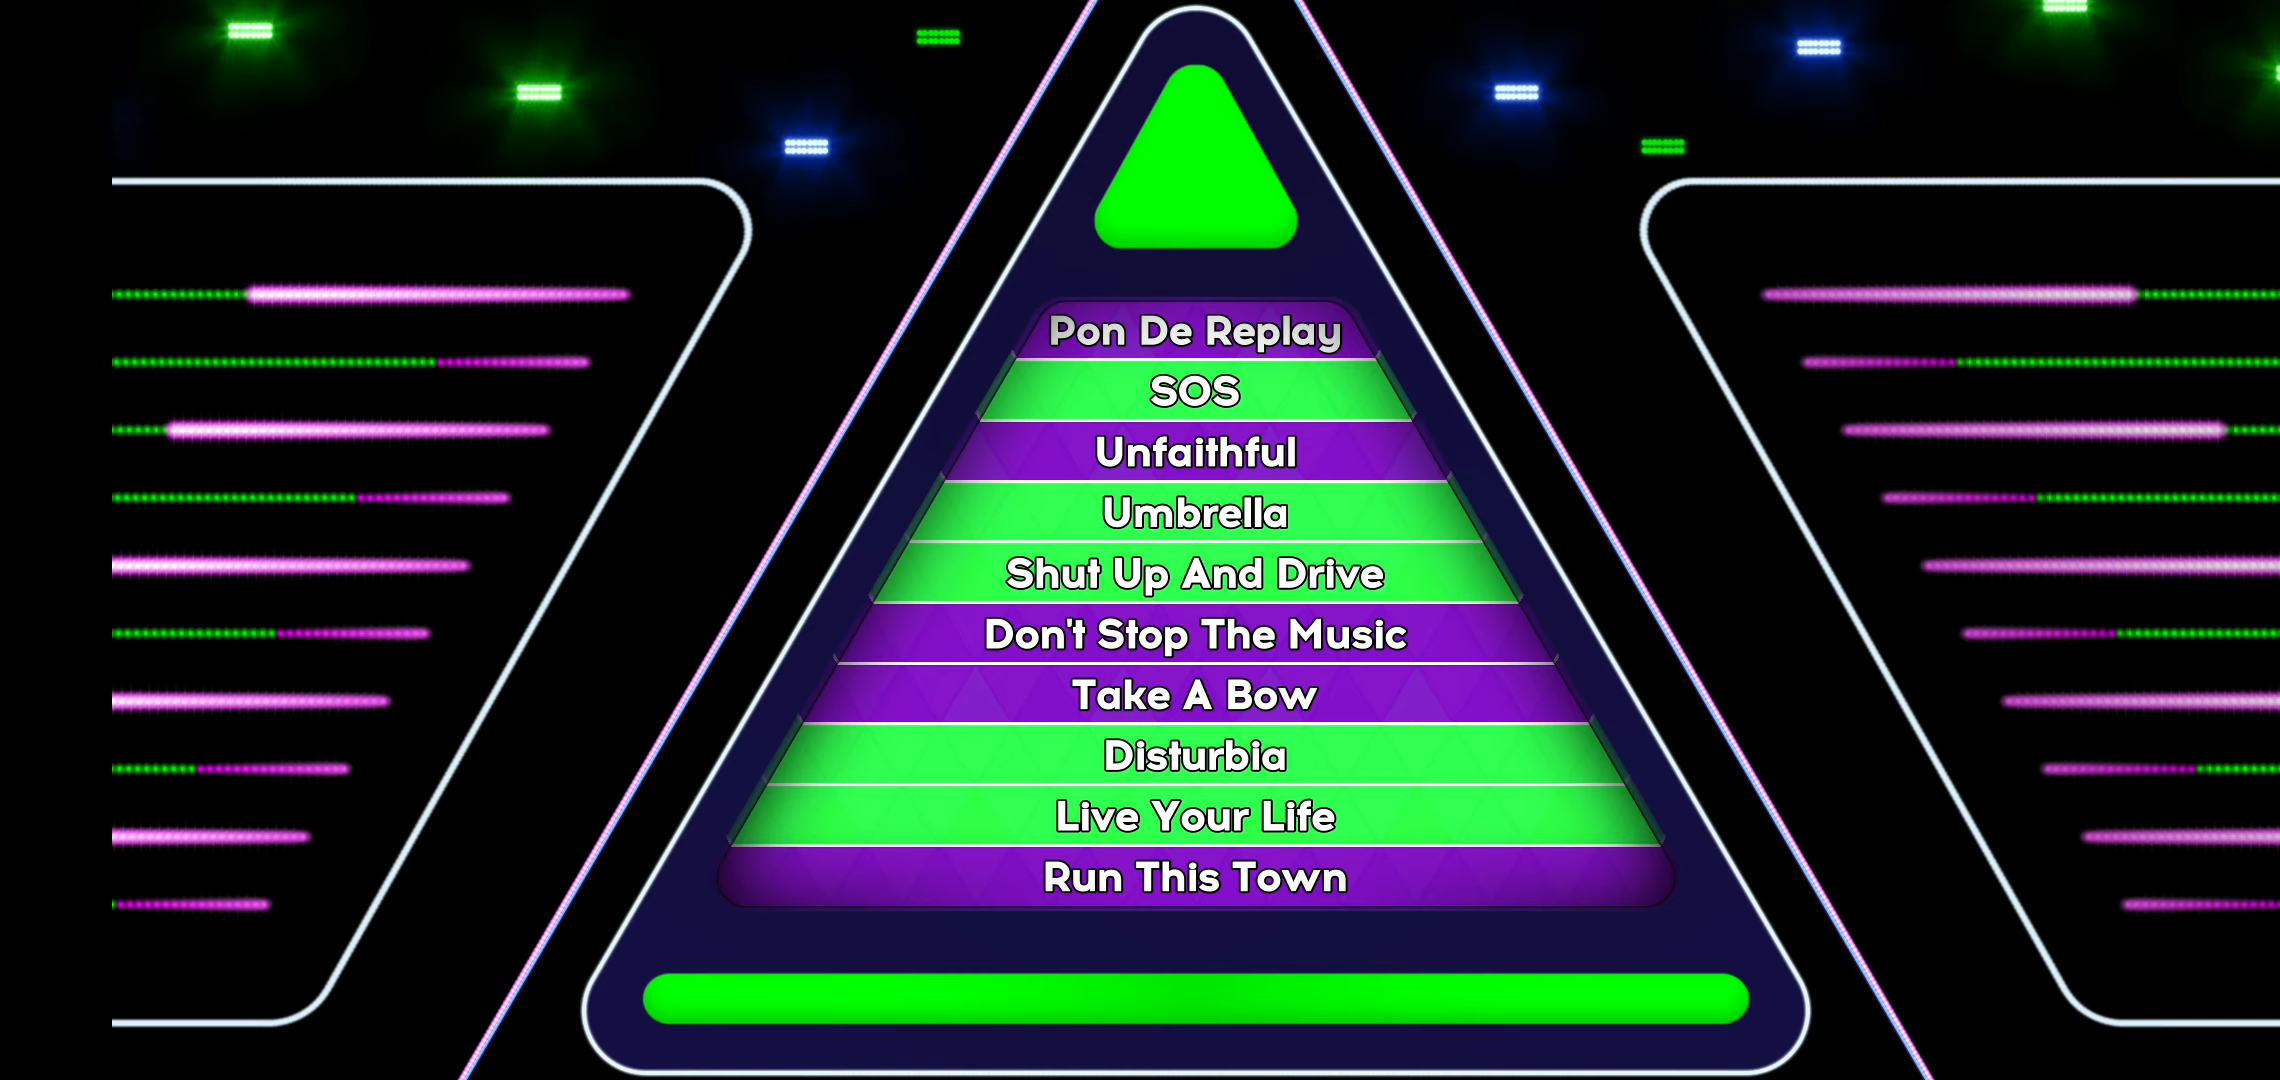 Pon De Replay
SOS
Unfaithful
Umbrella
Shut Up And Drive
Don't Stop The Music
Take A Bow
Disturbia
Live Your Life
Run This Town